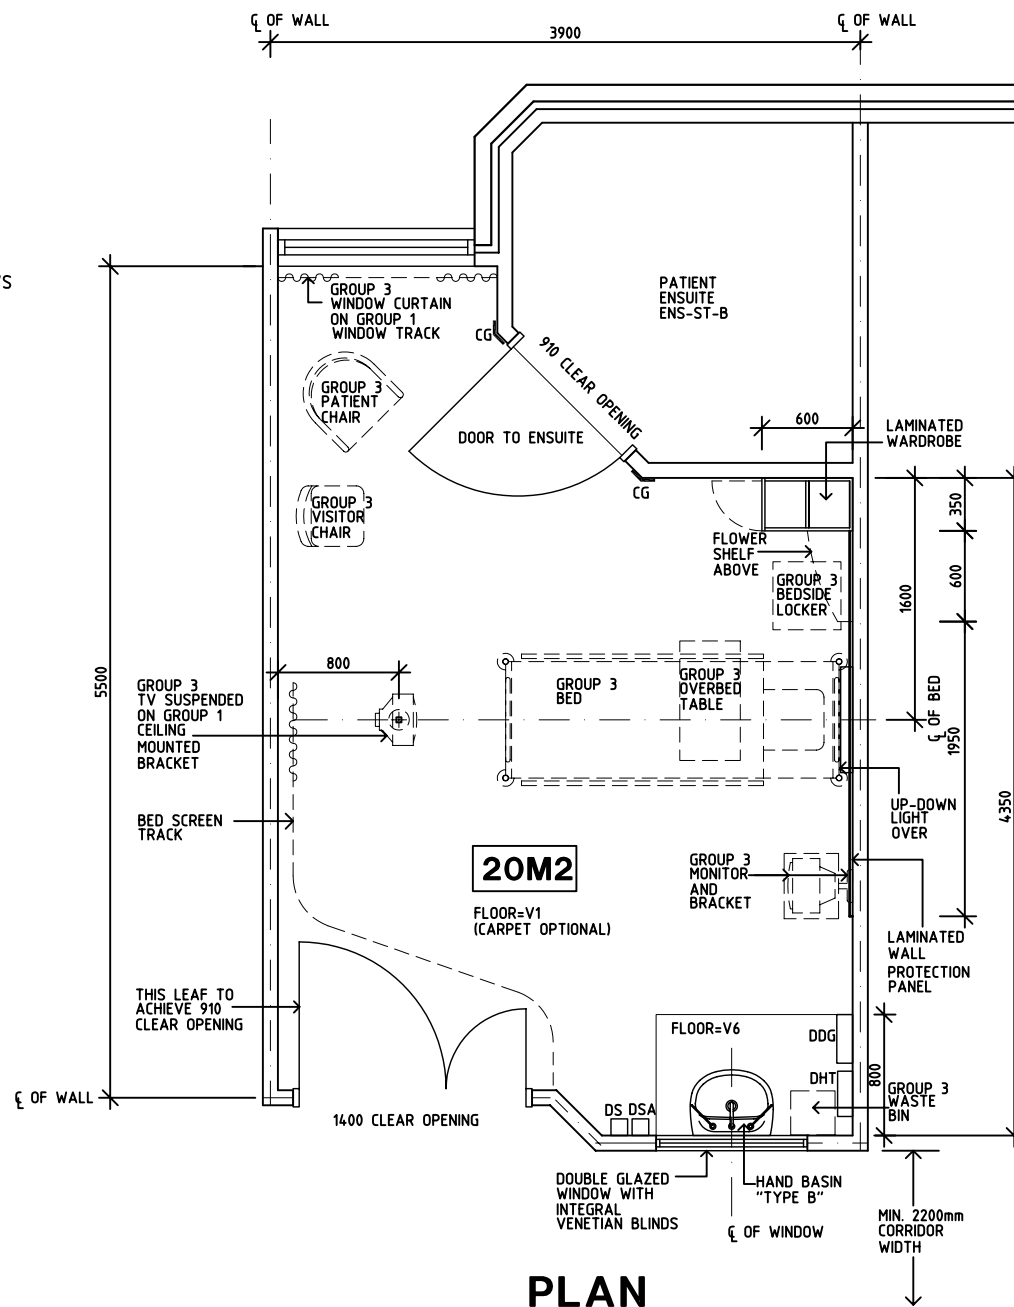 ℄ OF WALL
℄ OF WALL
3900
'S
GROUP 3
WINDOW CURTAIN
ON GROUP 1
WINDOW TRACK
PATIENT
ENSUITE
ENS-ST-B
CG
910 CLEAR OPENING
GROUP 3
PATIENT
CHAIR
DOOR TO ENSUITE
600
LAMINATED
WARDROBE
CG
GROUP 3
VISITOR
CHAIR
350
FLOWER
SHELF
ABOVE
GROUP 3
BEDSIDE
LOCKER
600
1600
5500
800
GROUP 3
TV SUSPENDED
ON GROUP 1
CEILING
MOUNTED
BRACKET
GROUP 3
BED
GROUP 3
OVERBED
TABLE
℄ OF BED
1950
4350
UP-DOWN
LIGHT
OVER
BED SCREEN
TRACK
20M2
GROUP 3
MONITOR
AND
BRACKET
FLOOR=V1
(CARPET OPTIONAL)
LAMINATED
WALL
PROTECTION
PANEL
THIS LEAF TO
ACHIEVE 910
CLEAR OPENING
FLOOR=V6
DDG
DHT
800
GROUP 3
WASTE
BIN
℄ OF WALL
1400 CLEAR OPENING
DS DSA
DOUBLE GLAZED
WINDOW WITH
INTEGRAL
VENETIAN BLINDS
HAND BASIN
"TYPE B"
℄ OF WINDOW
MIN. 2200mm
CORRIDOR
WIDTH
PLAN